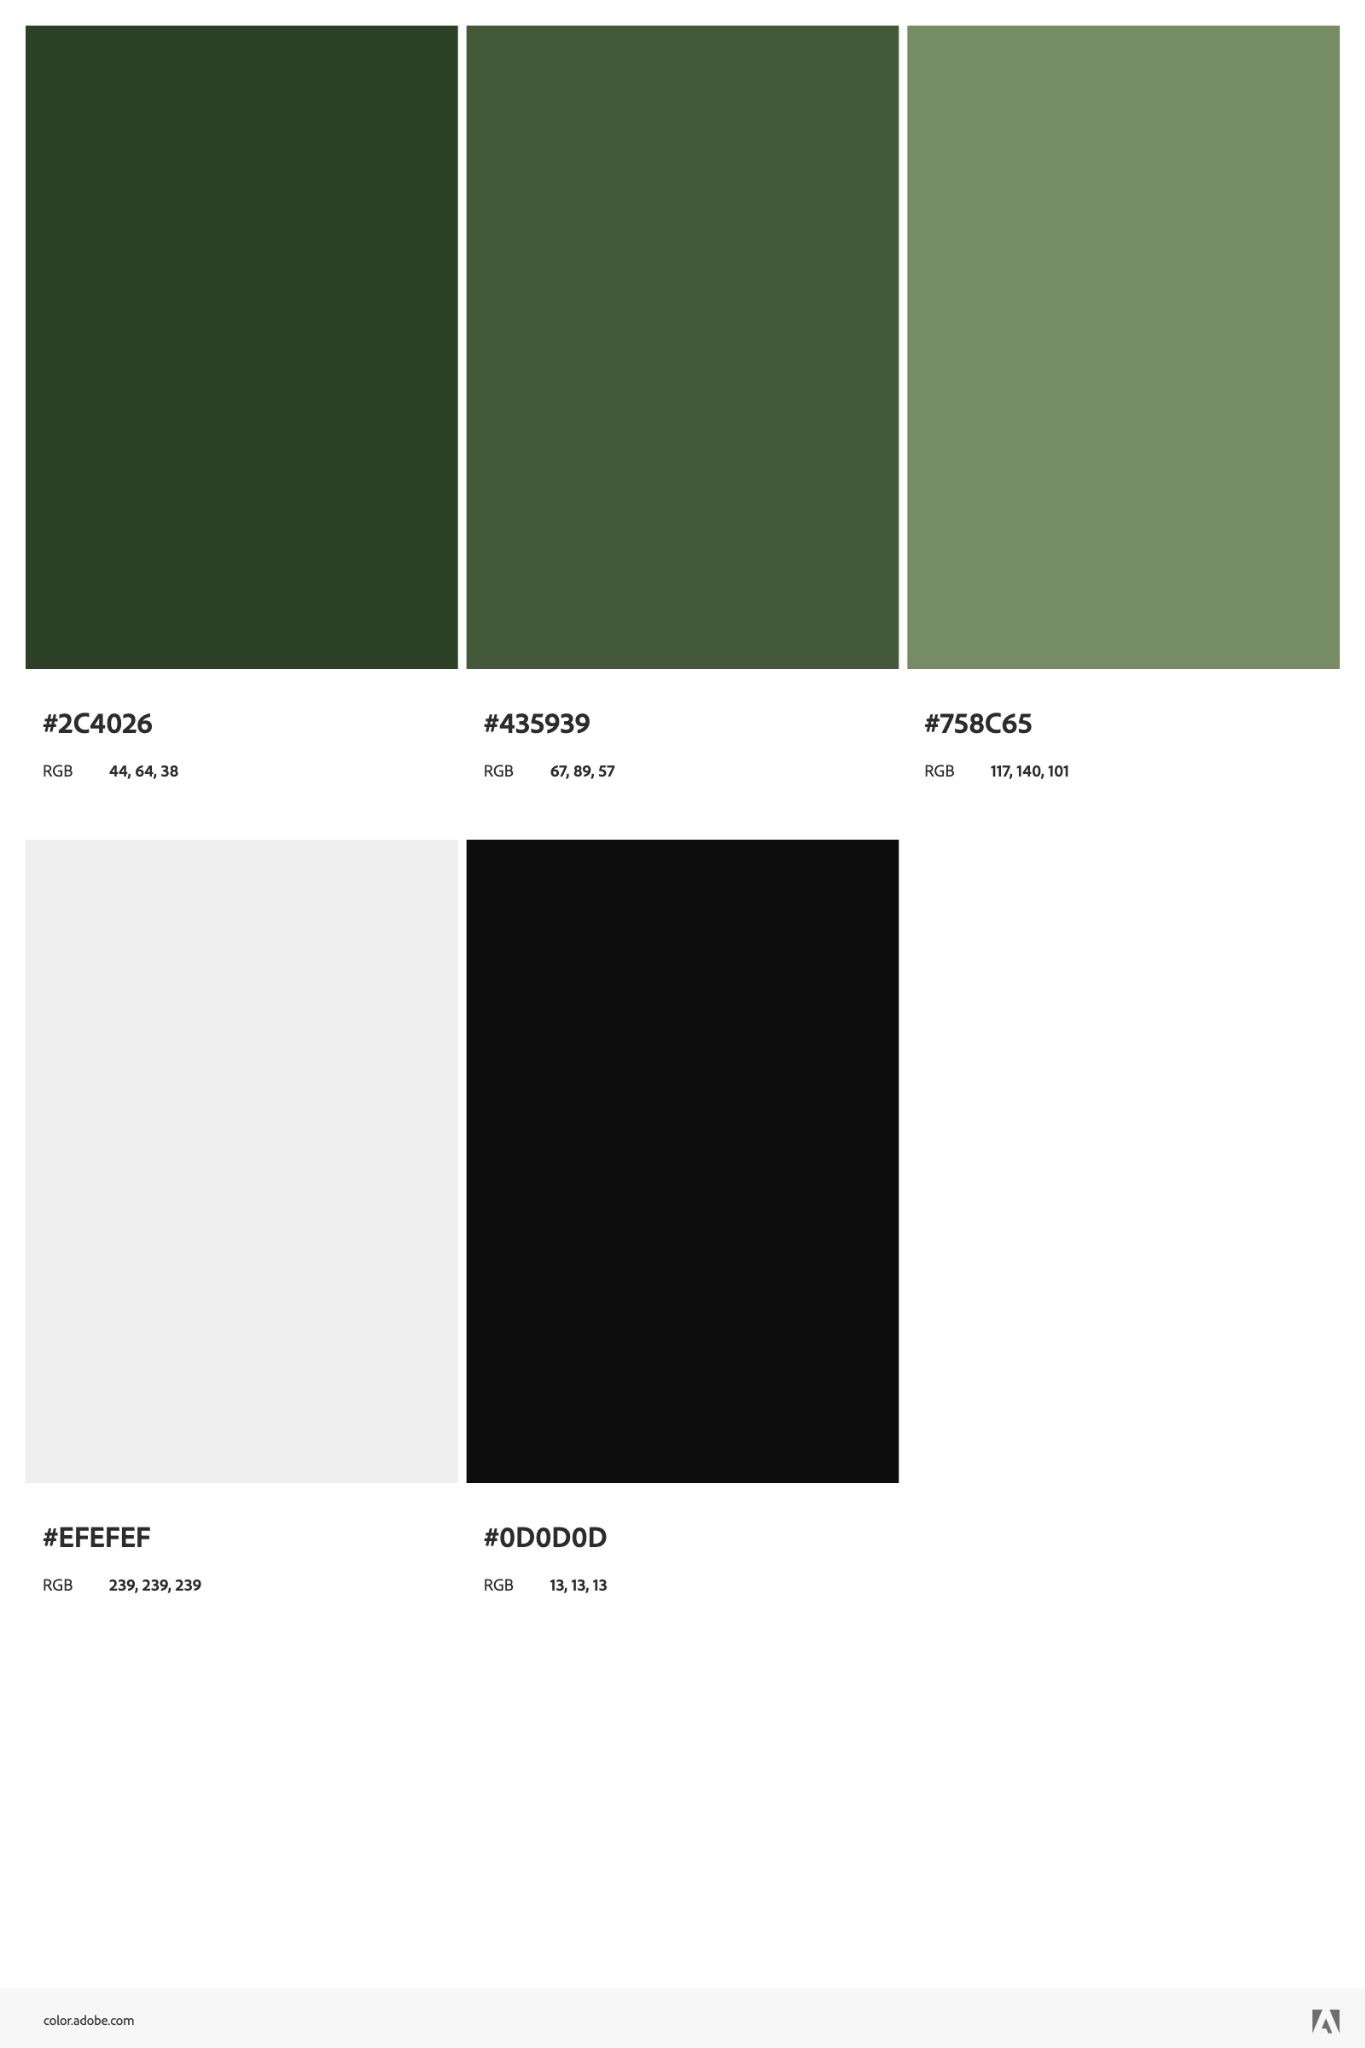 #2C4026
RGB 44, 64, 38
#435939
RGB 67, 89, 57
#758C65
RGB 117, 140, 101
#EFEFEF
RGB 239, 239, 239
#0D0D0D
RGB 13, 13, 13
color.adobe.com